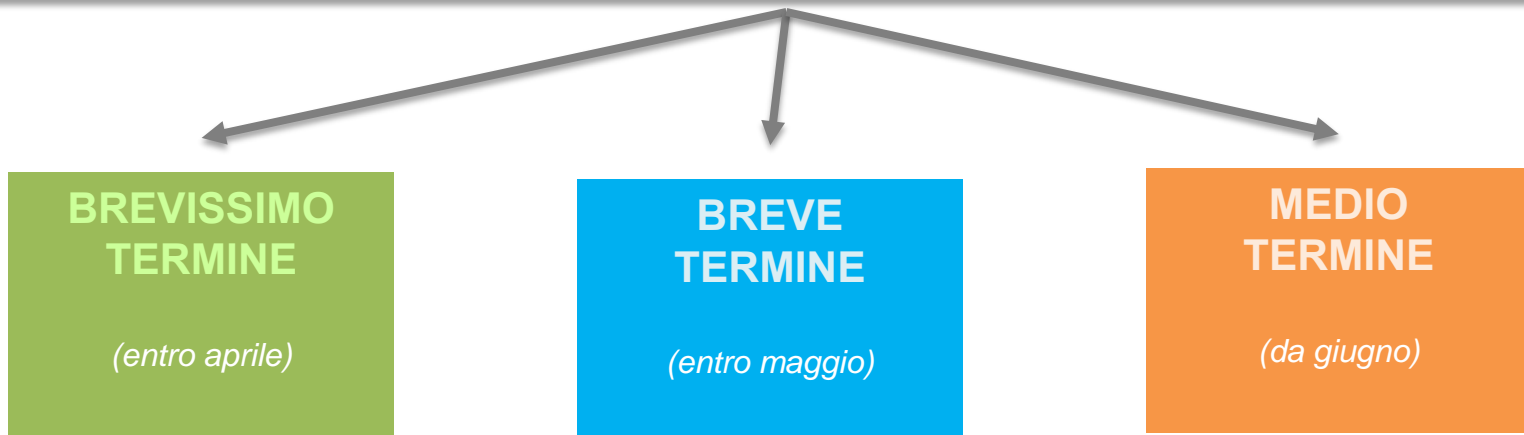 BREVISSIMO
TERMINE
(entro aprile)
BREVE
TERMINE
(entro maggio)
MEDIO
TERMINE
(da giugno)